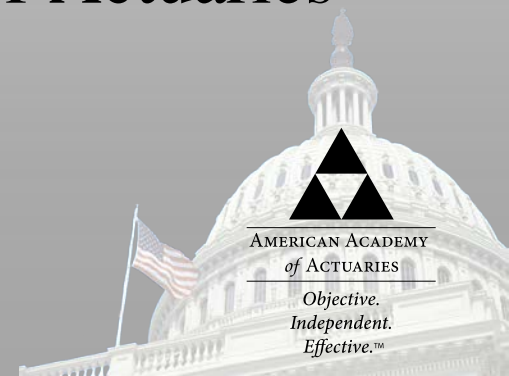 Actuaries
AMERICAN ACADEMY
of ACTUARIES
Objective.
Independent.
Effective.™